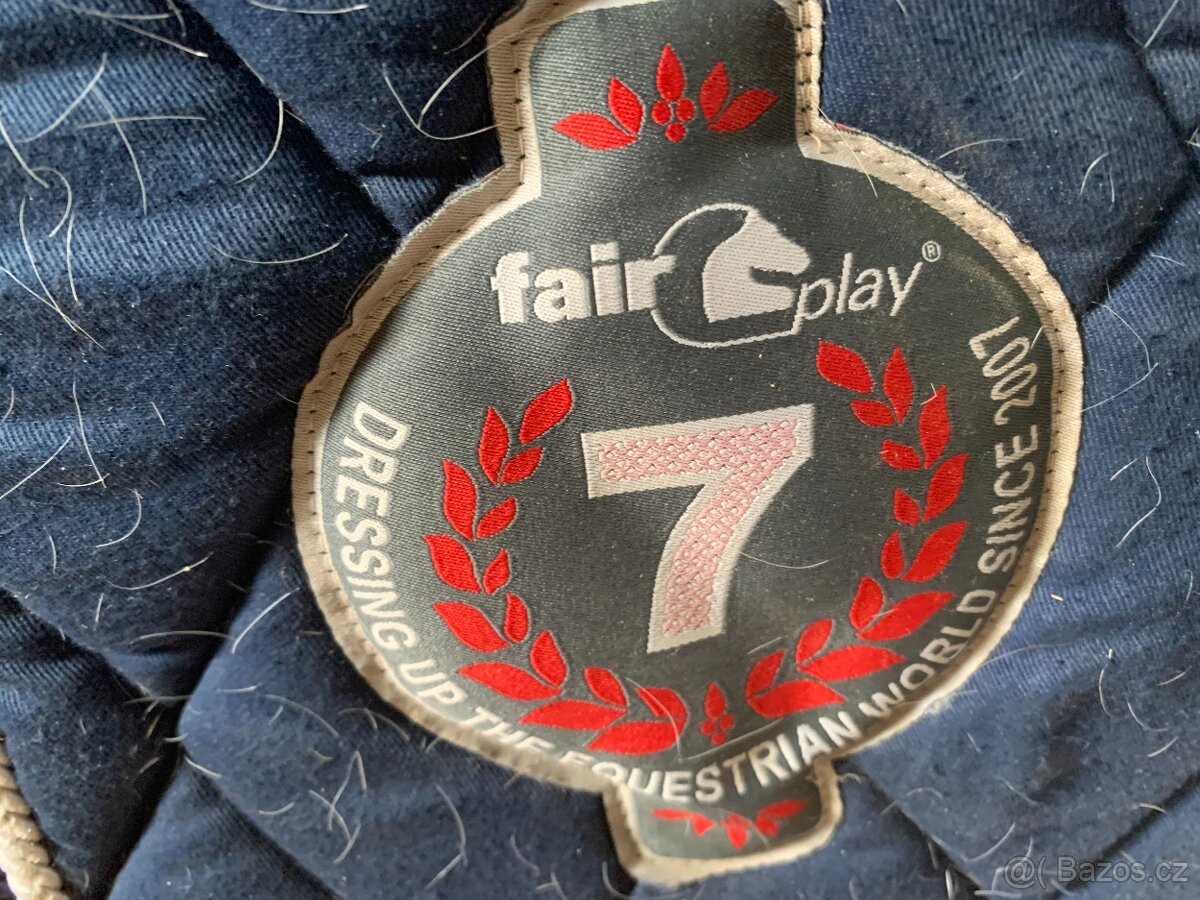 fair play®
7
DRESSING UP THE EQUESTRIAN WORLD SINCE 2007
@( Bazos.cz